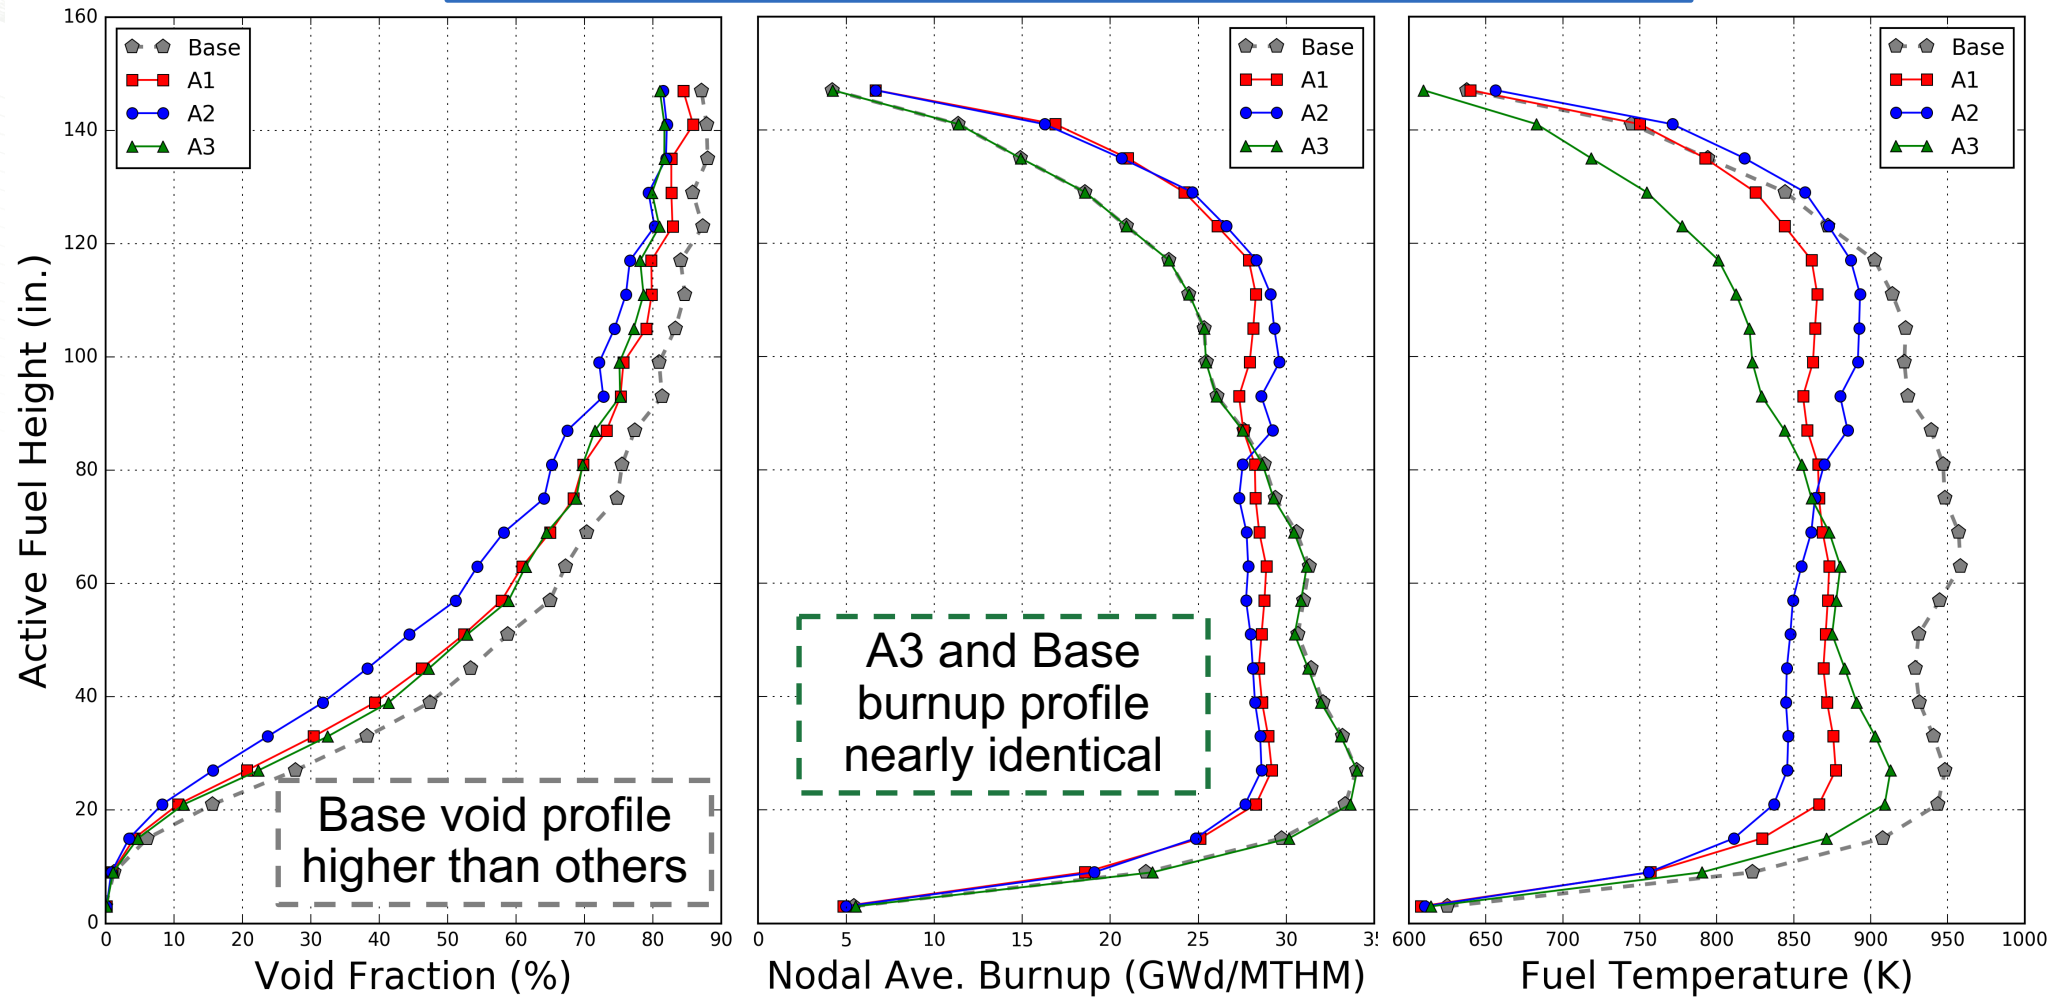 160
140
120
100
80
60
40
20
0
Active Fuel Height (in.)
Base
A1
A2
A3
Base void profile
higher than others
0 10 20 30 40 50 60 70 80 90
Void Fraction (%)
Base
A1
A2
A3
A3 and Base
burnup profile
nearly identical
0 5 10 15 20 25 30
Nodal Ave. Burnup (GWd/MTHM)
Base
A1
A2
A3
600 650 700 750 800 850 900 950 1000
Fuel Temperature (K)